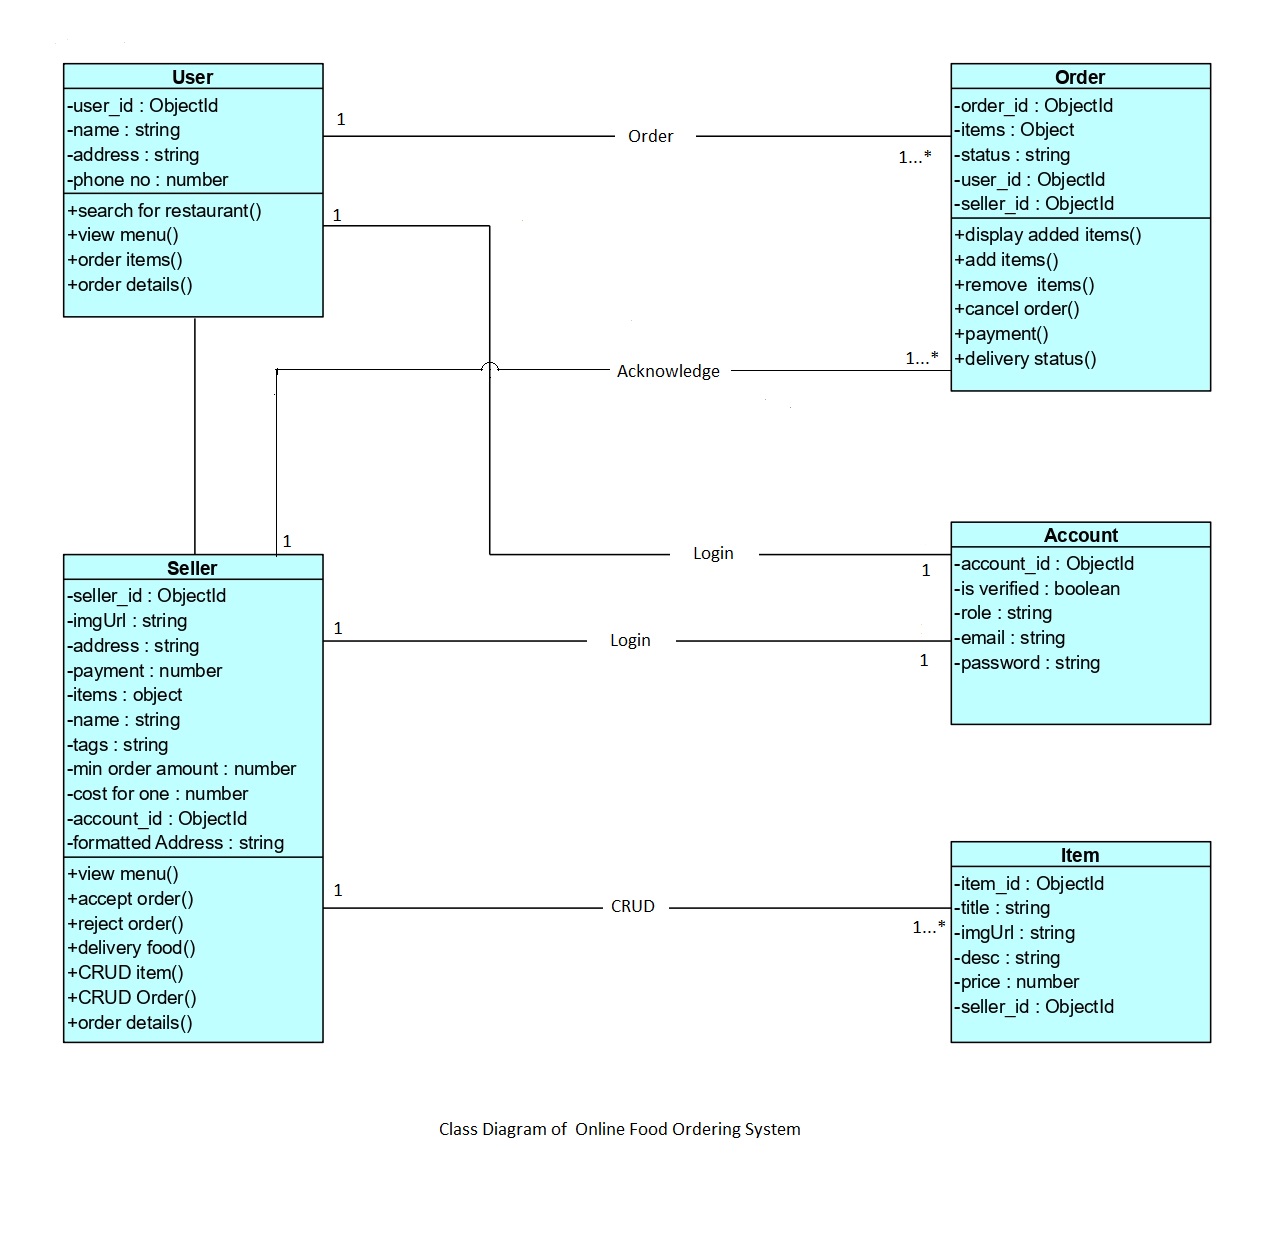 User
-user_id : ObjectId
-name : string
-address : string
-phone no : number
+search for restaurant()
+view menu()
+order items()
+order details()
1
Order
1...*
Order
-order_id : ObjectId
-items : Object
-status : string
-user_id : ObjectId
-seller_id : ObjectId
+display added items()
+add items()
+remove  items()
+cancel order()
+payment()
+delivery status()
1
Acknowledge
1...*
1
Login
1
Account
-account_id : ObjectId
-is verified : boolean
-role : string
-email : string
-password : string
Seller
-seller_id : ObjectId
-imgUrl : string
-address : string
-payment : number
-items : object
-name : string
-tags : string
-min order amount : number
-cost for one : number
-account_id : ObjectId
-formatted Address : string
+view menu()
+accept order()
+reject order()
+delivery food()
+CRUD item()
+CRUD Order()
+order details()
1
Login
1
1
CRUD
1...*
Item
-item_id : ObjectId
-title : string
-imgUrl : string
-desc : string
-price : number
-seller_id : ObjectId
Class Diagram of  Online Food Ordering System